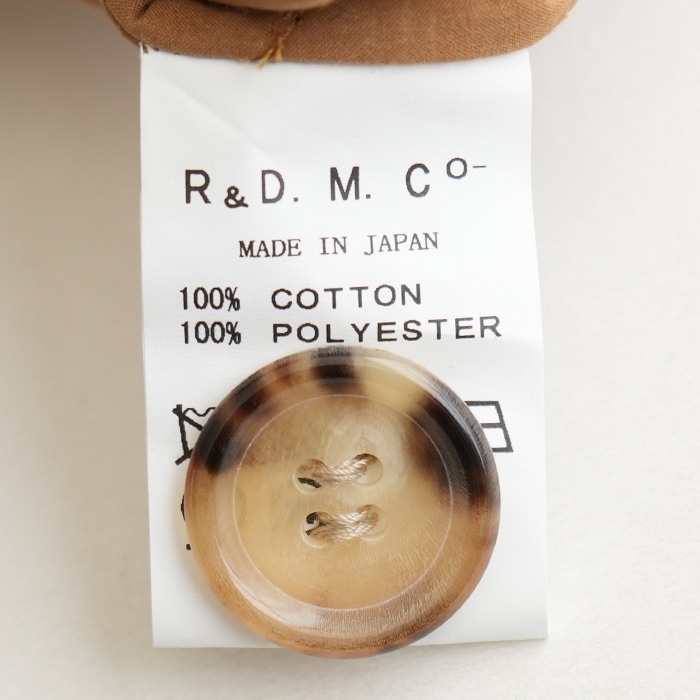 R & D. M. Co-
MADE IN JAPAN
100% COTTON
100% POLYESTER